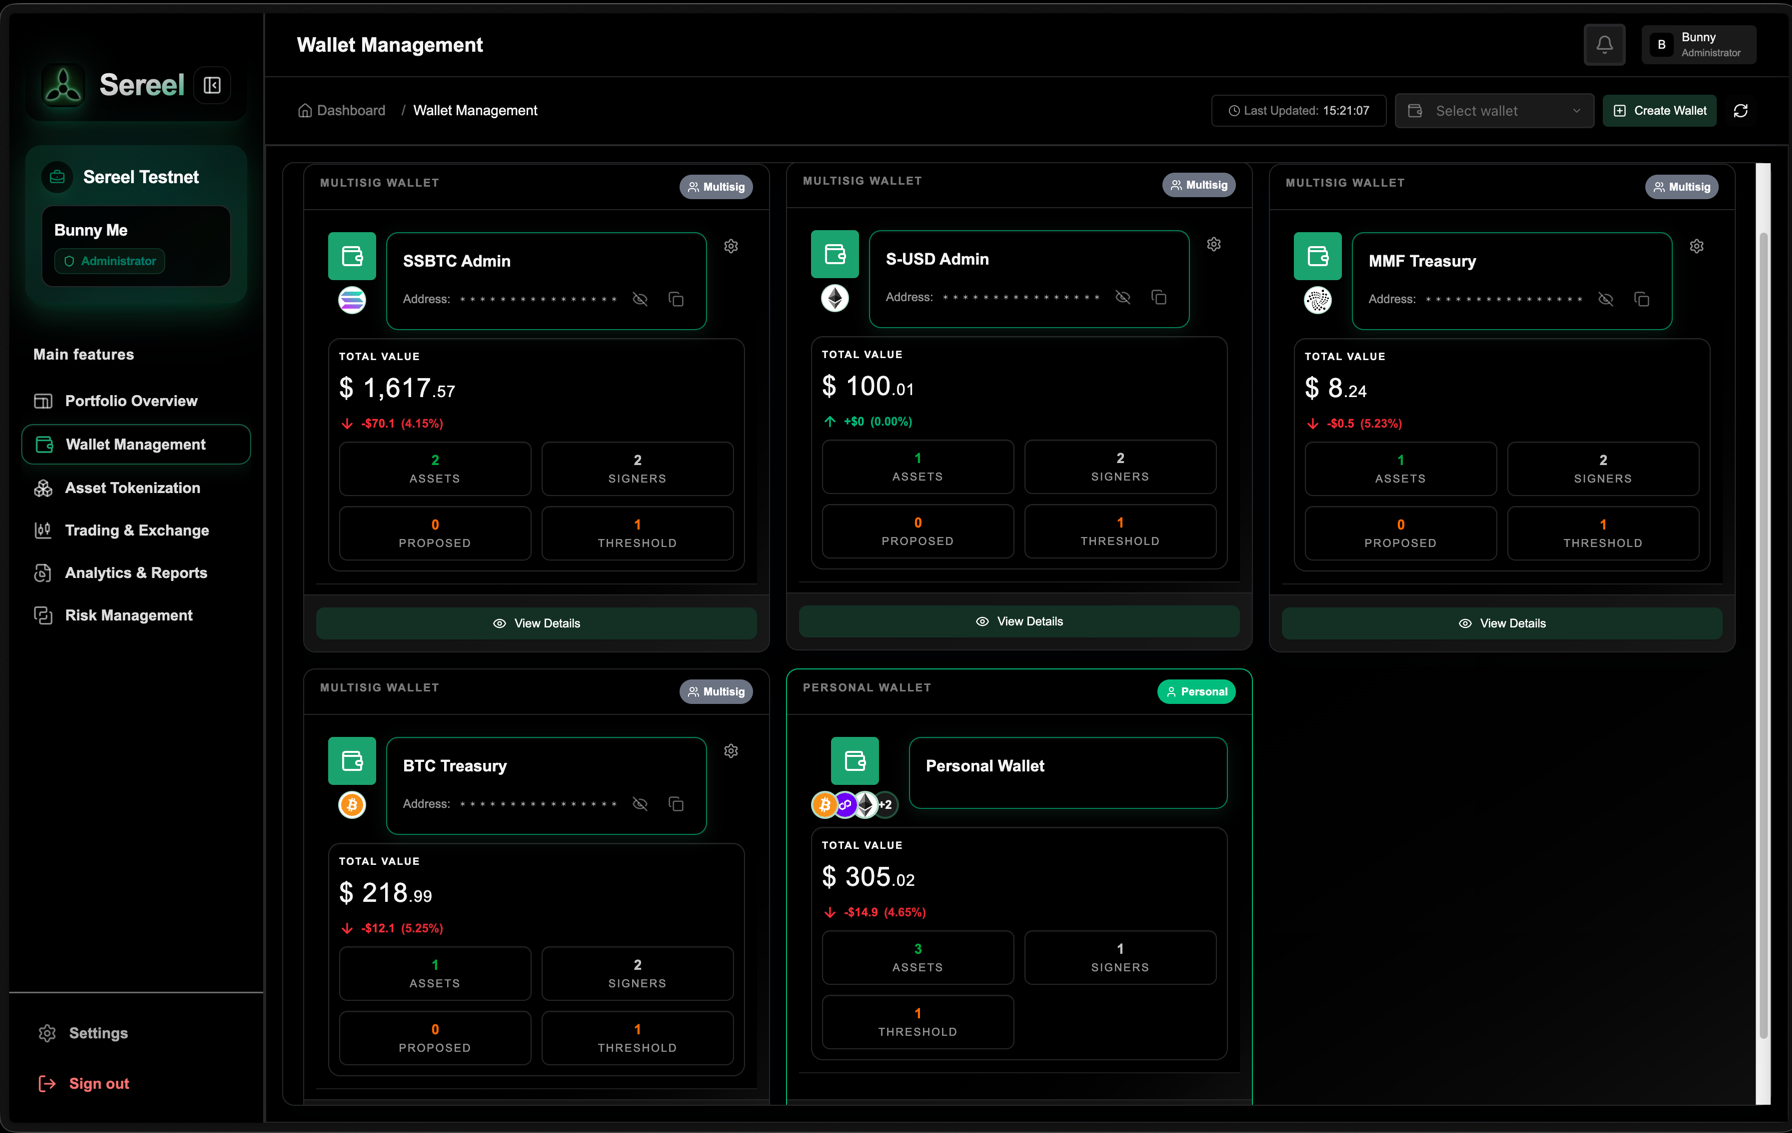 Sereel
Sereel Testnet
Bunny Me
Administrator
Main features
Portfolio Overview
Wallet Management
Asset Tokenization
Trading & Exchange
Analytics & Reports
Risk Management
Settings
Sign out
Wallet Management
B
Bunny
Administrator
Dashboard / Wallet Management
Last Updated: 15:21:07
Select wallet
Create Wallet
MULTISIG WALLET
Multisig
SSBTC Admin
Address: * * * * * * * * * * * * * * * *
TOTAL VALUE
$ 1,617.57
-$70.1 (4.15%)
2
ASSETS
2
SIGNERS
0
PROPOSED
1
THRESHOLD
View Details
MULTISIG WALLET
Multisig
S-USD Admin
Address: * * * * * * * * * * * * * * * *
TOTAL VALUE
$ 100.01
+$0 (0.00%)
1
ASSETS
2
SIGNERS
0
PROPOSED
1
THRESHOLD
View Details
MULTISIG WALLET
Multisig
MMF Treasury
Address: * * * * * * * * * * * * * * * *
TOTAL VALUE
$ 8.24
-$0.5 (5.23%)
1
ASSETS
2
SIGNERS
0
PROPOSED
1
THRESHOLD
View Details
MULTISIG WALLET
Multisig
BTC Treasury
Address: * * * * * * * * * * * * * * * *
TOTAL VALUE
$ 218.99
-$12.1 (5.25%)
1
ASSETS
2
SIGNERS
0
PROPOSED
1
THRESHOLD
PERSONAL WALLET
Personal
Personal Wallet
+2
TOTAL VALUE
$ 305.02
-$14.9 (4.65%)
3
ASSETS
1
SIGNERS
1
THRESHOLD